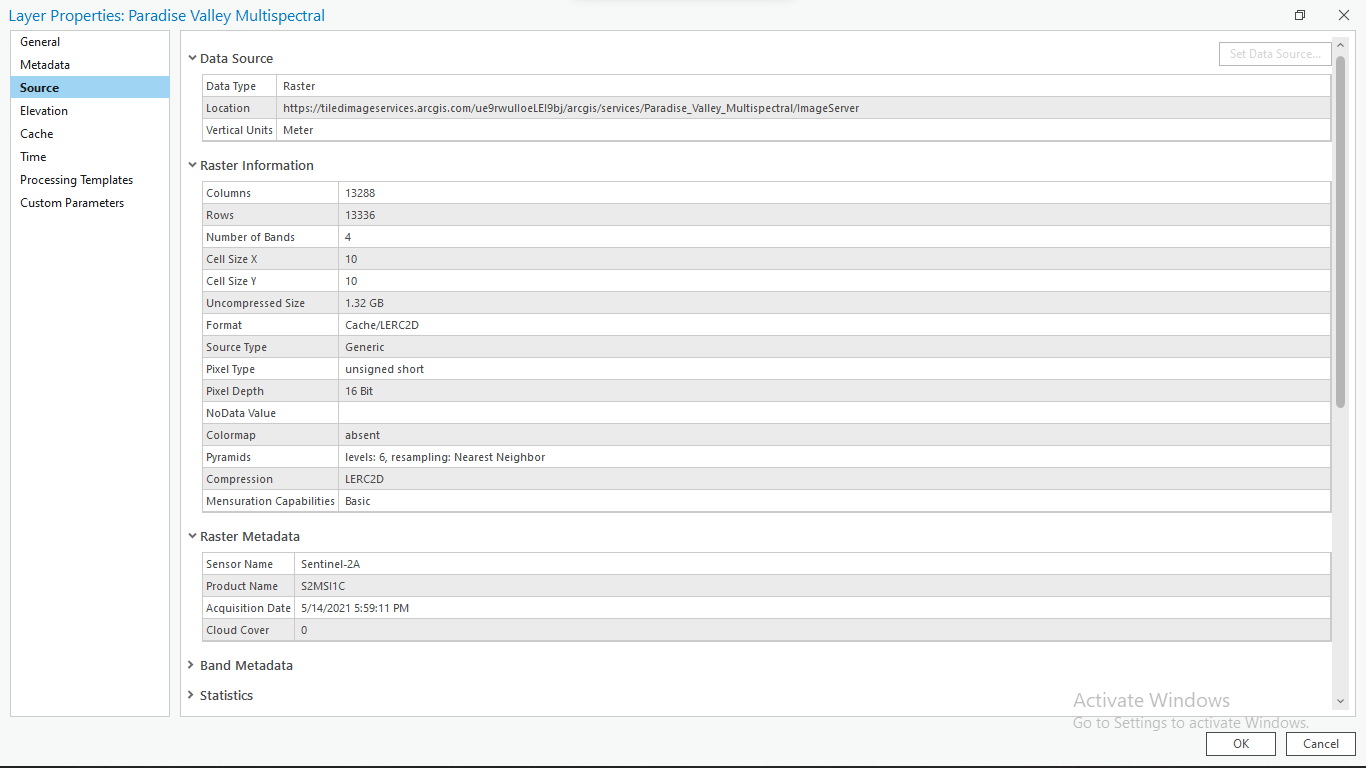 Layer Properties: Paradise Valley Multispectral
General
Metadata
Source
Elevation
Cache
Time
Processing Templates
Custom Parameters
Data Source
Set Data Source...
Data Type Raster
Location https://tiledimageservices.arcgis.com/ue9rwulIoeLEI9bj/arcgis/services/Paradise_Valley_Multispectral/ImageServer
Vertical Units Meter
Raster Information
Columns 13288
Rows 13336
Number of Bands 4
Cell Size X 10
Cell Size Y 10
Uncompressed Size 1.32 GB
Format Cache/LERC2D
Source Type Generic
Pixel Type unsigned short
Pixel Depth 16 Bit
NoData Value
Colormap absent
Pyramids levels: 6, resampling: Nearest Neighbor
Compression LERC2D
Mensuration Capabilities Basic
Raster Metadata
Sensor Name Sentinel-2A
Product Name S2MSI1C
Acquisition Date 5/14/2021 5:59:11 PM
Cloud Cover 0
Band Metadata
Statistics
Activate Windows
Go to Settings to activate Windows.
OK Cancel